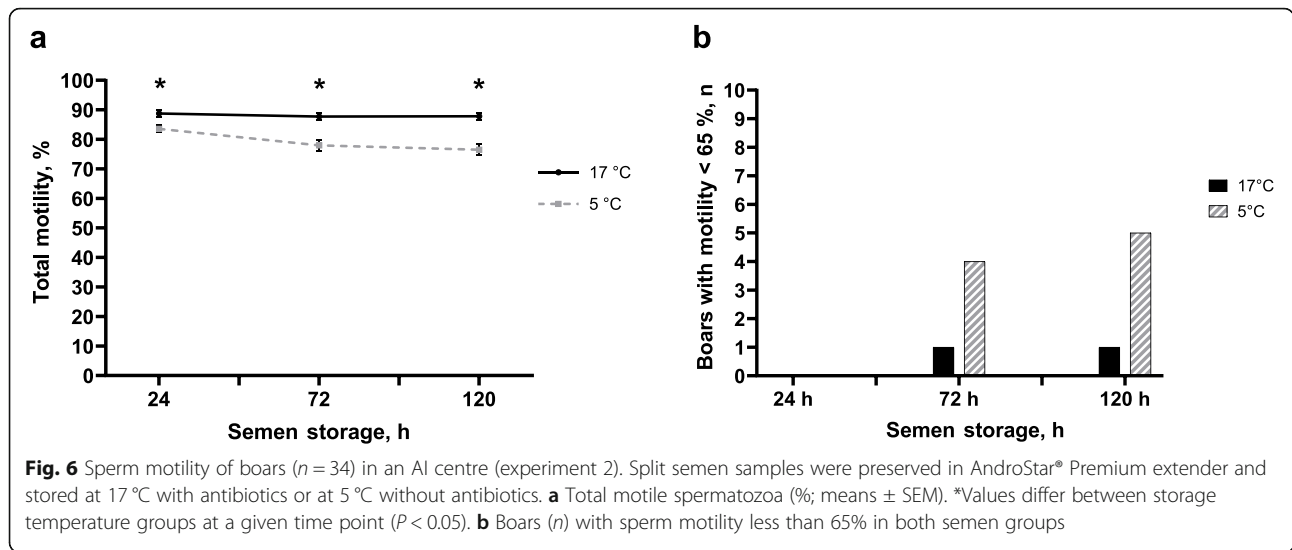 a
100
90
80
70
60
50
40
30
20
10
0
Total motility, %
* * *
24 72 120
Semen storage, h
17 °C
5 °C
b
10
9
8
7
6
5
4
3
2
1
0
Boars with motility < 65 %, n
24 h 72 h 120 h
Semen storage, h
17°C
5°C
Fig. 6 Sperm motility of boars (n = 34) in an AI centre (experiment 2). Split semen samples were preserved in AndroStar® Premium extender and
stored at 17 °C with antibiotics or at 5 °C without antibiotics. a Total motile spermatozoa (%; means ± SEM). *Values differ between storage
temperature groups at a given time point (P < 0.05). b Boars (n) with sperm motility less than 65% in both semen groups